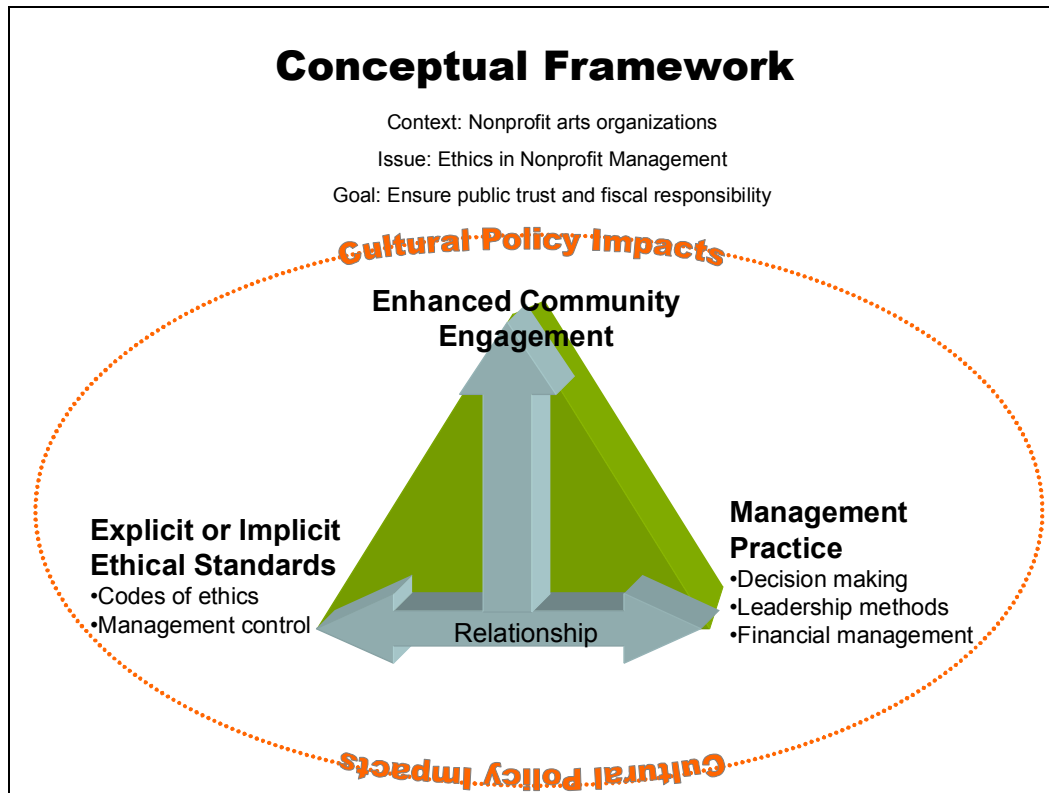 Conceptual Framework
Context: Nonprofit arts organizations
Issue: Ethics in Nonprofit Management
Goal: Ensure public trust and fiscal responsibility
Cultural Policy Impacts
Enhanced Community
Engagement
Explicit or Implicit
Ethical Standards
•Codes of ethics
•Management control
Management
Practice
•Decision making
•Leadership methods
•Financial management
Relationship
Cultural Policy Impacts